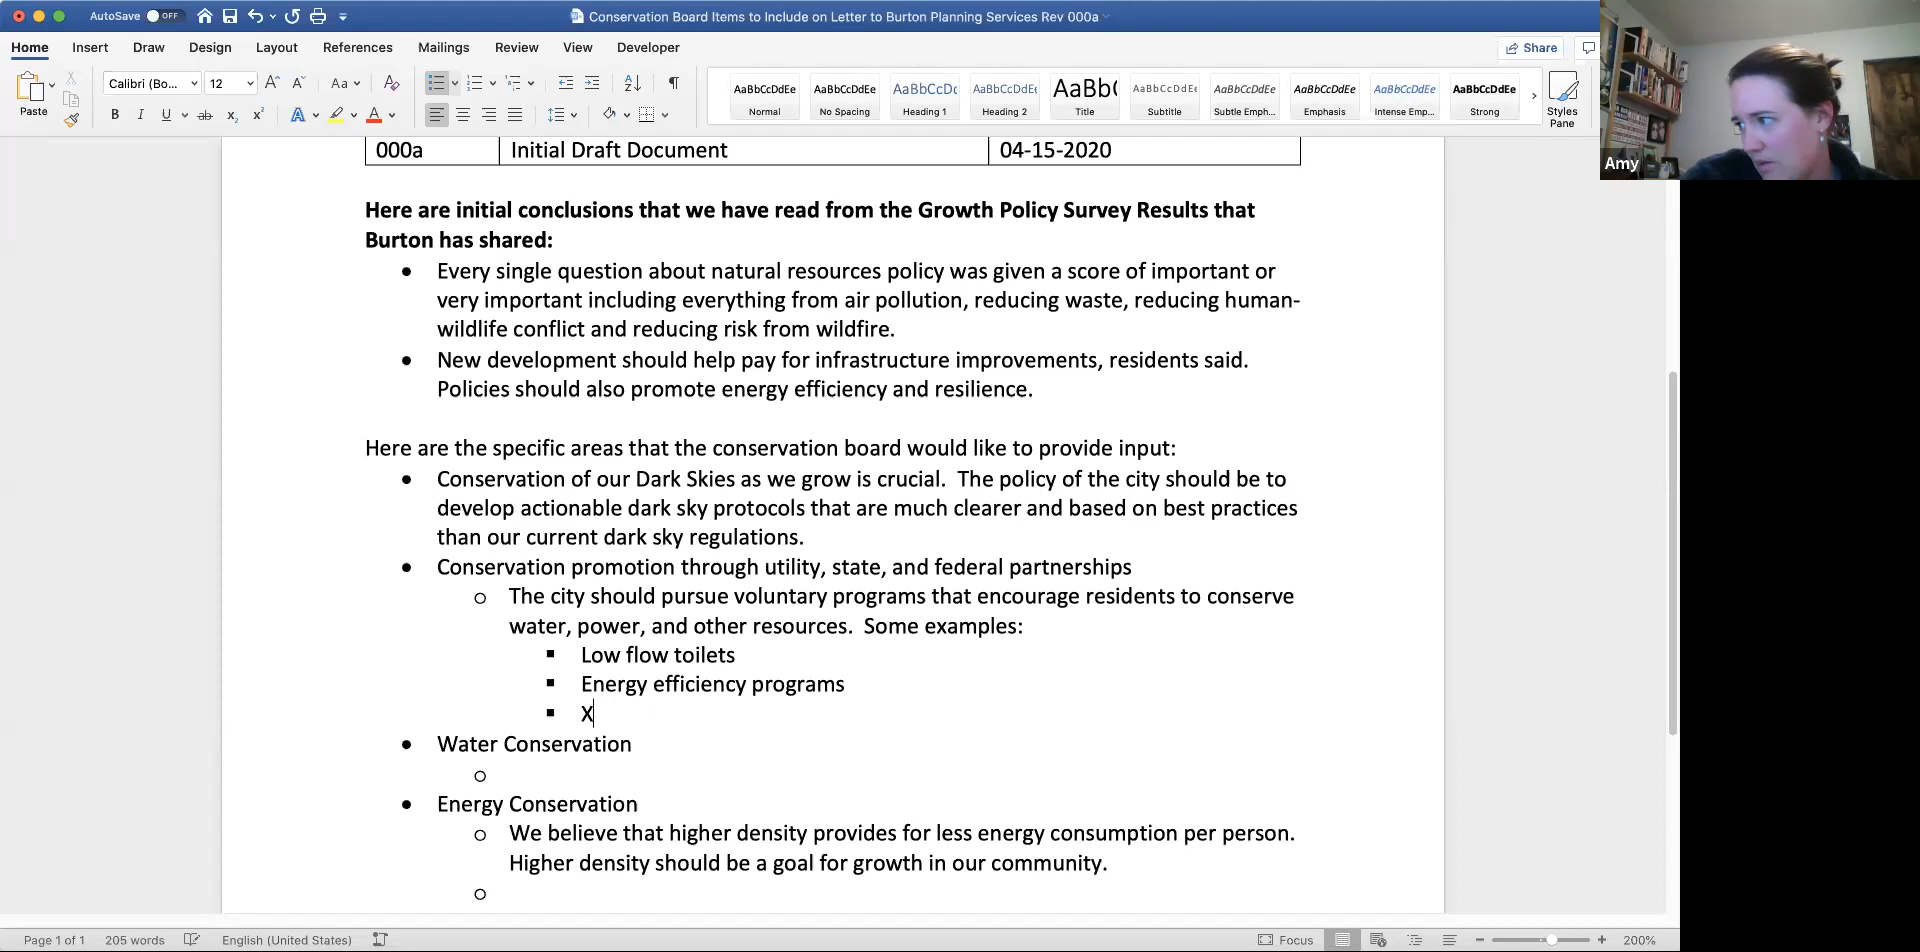 AutoSave OFF
Conservation Board Items to Include on Letter to Burton Planning Services Rev 000a
Home Insert Draw Design Layout References Mailings Review View Developer Share
Paste
Calibri (Bo... 12 Aa
B I U ab x2 x2 A A
AaBbCcDdEe AaBbCcDdEe AaBbCcDc AaBbCcDdEe AaBb( AaBbCcDdEe AaBbCcDdEe AaBbCcDdEe AaBbCcDdEe AaBbCcDdEe
Normal No Spacing Heading 1 Heading 2 Title Subtitle Subtle Emph... Emphasis Intense Emp... Strong
Styles
Pane
Amy
000a Initial Draft Document 04-15-2020
Here are initial conclusions that we have read from the Growth Policy Survey Results that
Burton has shared:
• Every single question about natural resources policy was given a score of important or
very important including everything from air pollution, reducing waste, reducing human-
wildlife conflict and reducing risk from wildfire.
• New development should help pay for infrastructure improvements, residents said.
Policies should also promote energy efficiency and resilience.
Here are the specific areas that the conservation board would like to provide input:
• Conservation of our Dark Skies as we grow is crucial.  The policy of the city should be to
develop actionable dark sky protocols that are much clearer and based on best practices
than our current dark sky regulations.
• Conservation promotion through utility, state, and federal partnerships
o The city should pursue voluntary programs that encourage residents to conserve
water, power, and other resources.  Some examples:
▪ Low flow toilets
▪ Energy efficiency programs
▪ X
• Water Conservation
o
• Energy Conservation
o We believe that higher density provides for less energy consumption per person.
Higher density should be a goal for growth in our community.
o
Page 1 of 1 205 words English (United States) Focus 200%